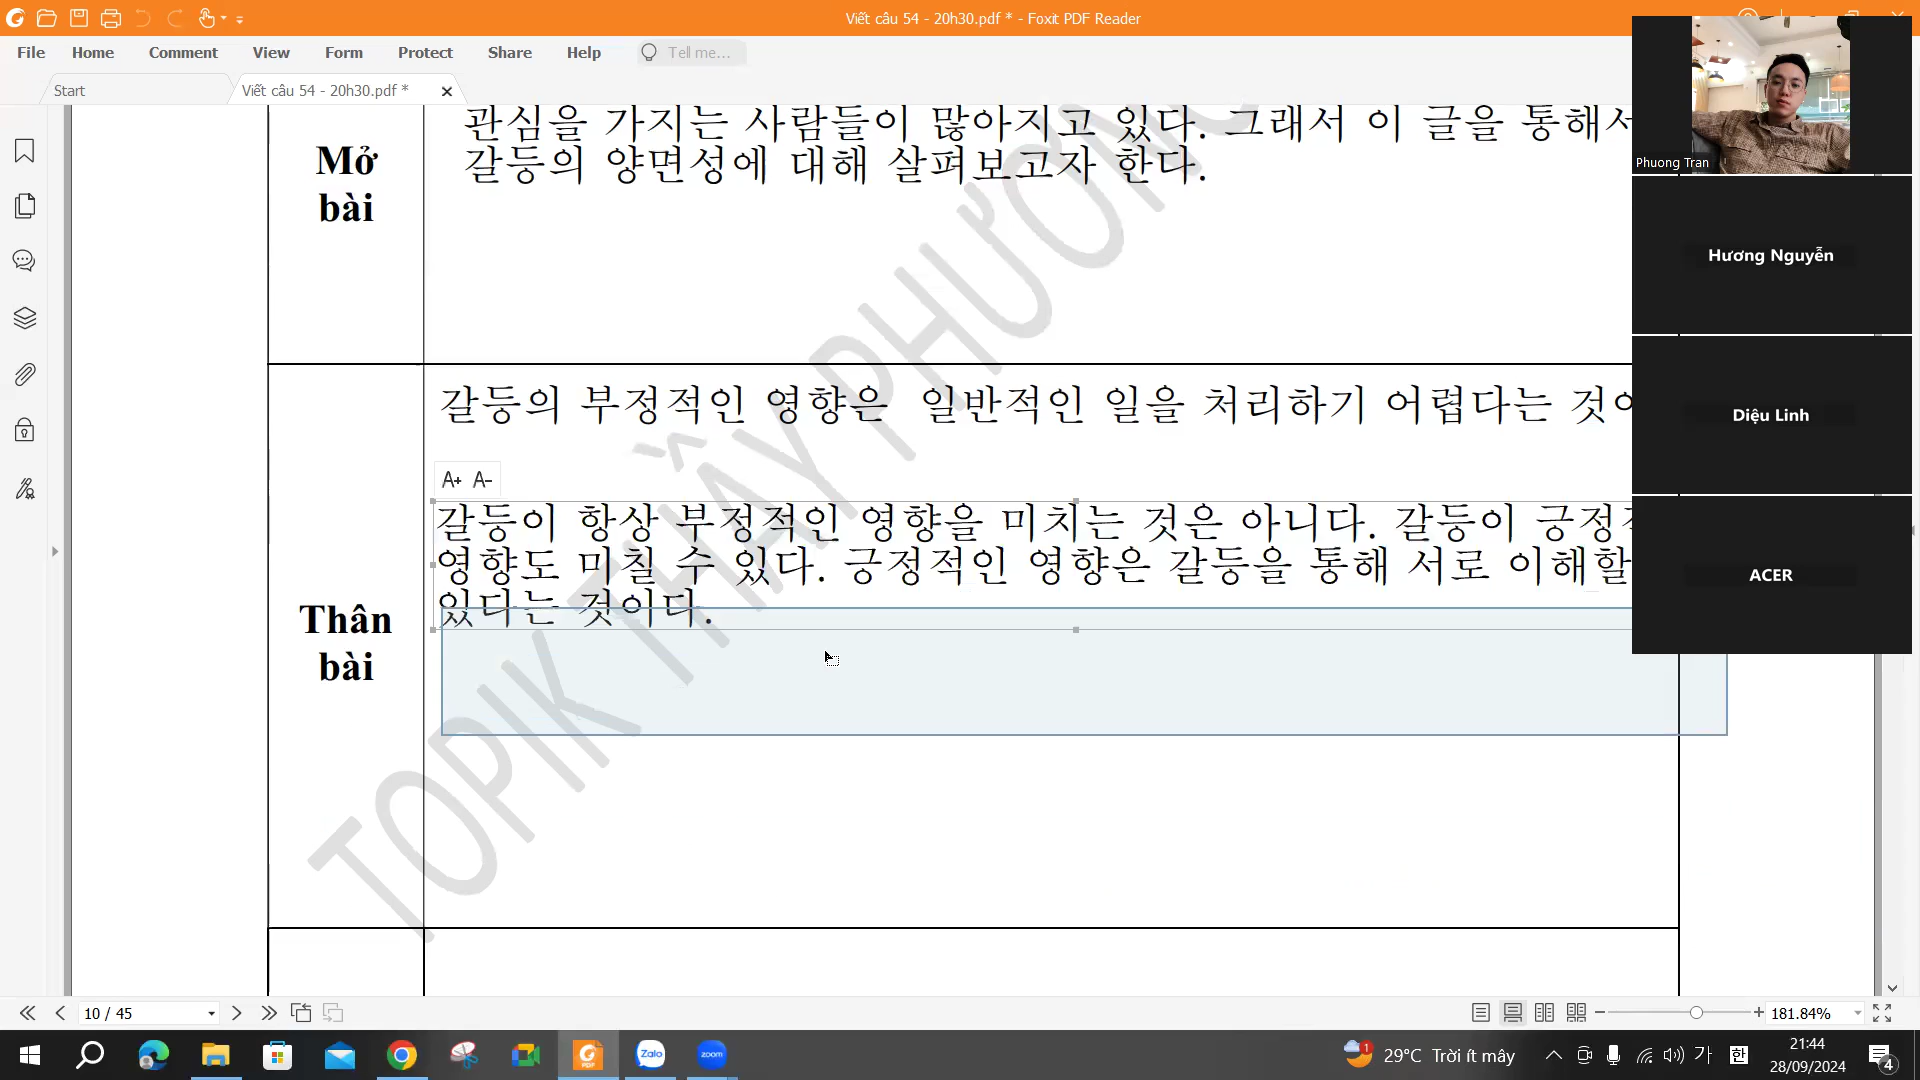 Viết câu 54 - 20h30.pdf * - Foxit PDF Reader
File Home Comment View Form Protect Share Help Tell me...
Start
Viết câu 54 - 20h30.pdf *
관심을 가지는 사람들이 많아지고 있다. 그래서 이 글을 통해서
갈등의 양면성에 대해 살펴보고자 한다.
Mở
bài
갈등의 부정적인 영향은 일반적인 일을 처리하기 어렵다는
A+ A-
갈등이 항상 부정적인 영향을 미치는 것은 아니다. 갈등이
영향도 미칠 수 있다. 긍정적인 영향은 갈등을 통해 서로 이해할
있다는 것이다.
Thân
bài
TOPIK THẦY PHƯƠNG
Phuong Tran
Hương Nguyễn
Diệu Linh
ACER
10 / 45
181.84%
Zalo
zoom
PDF
1
29°C Trời ít mây
가
한
21:44
28/09/2024
4